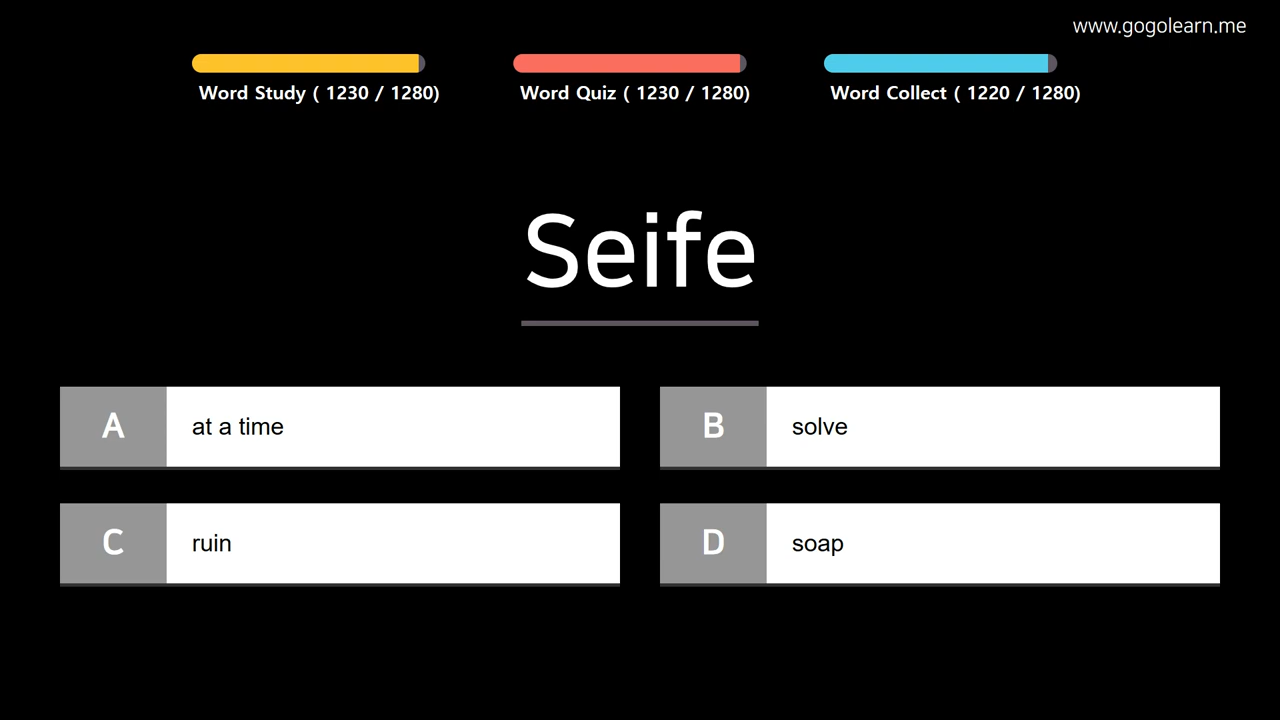 www.gogolearn.me
Word Study ( 1230 / 1280)
Word Quiz ( 1230 / 1280)
Word Collect ( 1220 / 1280)
Seife
A
at a time
B
solve
C
ruin
D
soap